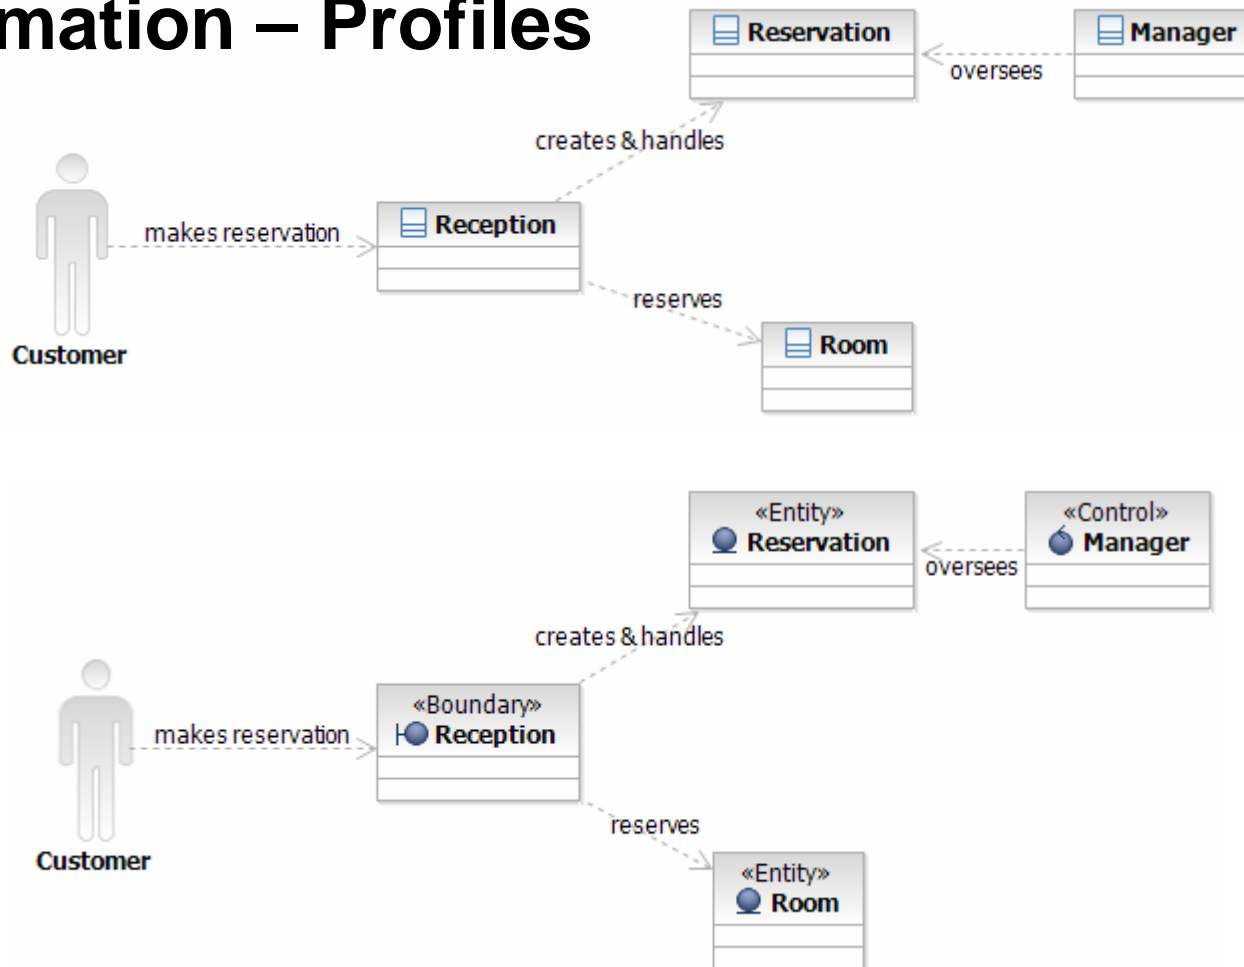 mation – Profiles
Reservation
Manager
oversees
creates & handles
makes reservation
Reception
reserves
Room
Customer
«Entity»
Reservation
«Control»
Manager
oversees
creates & handles
«Boundary»
Reception
makes reservation
reserves
Customer
«Entity»
Room